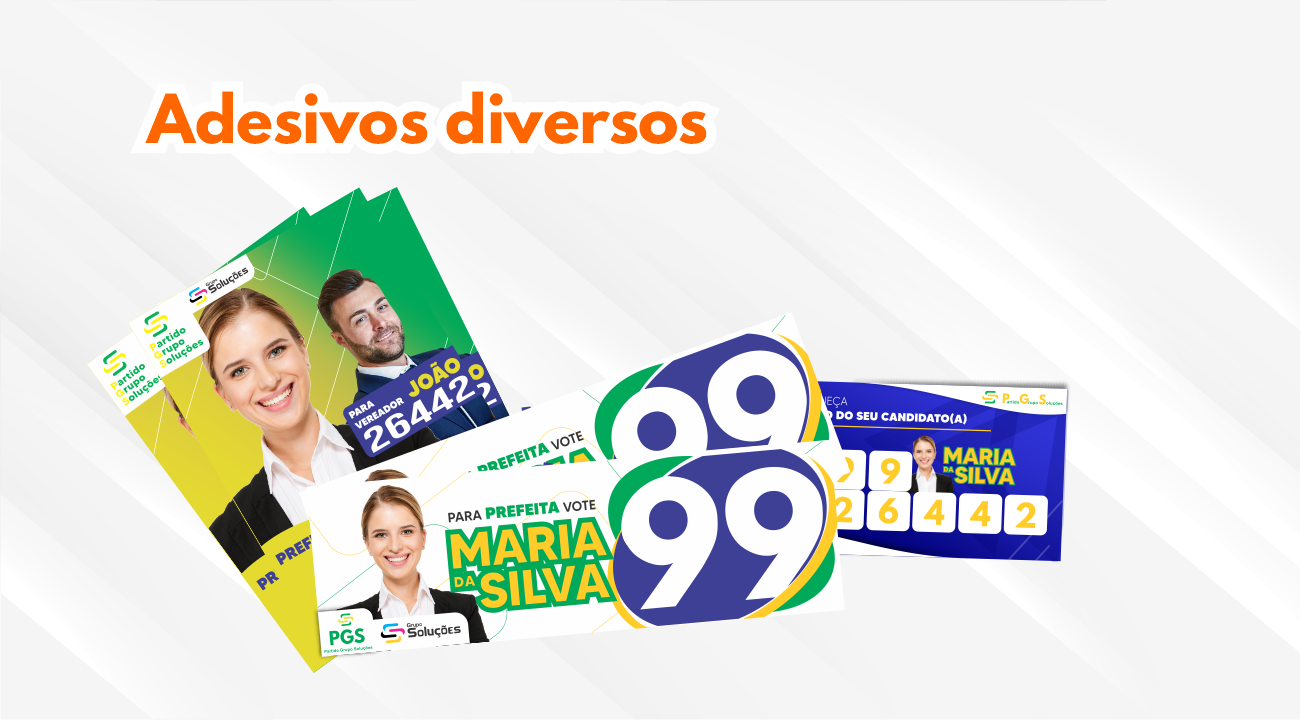 Adesivos diversos
Grupo
Soluções
Partido
Grupo
Soluções
Partido
Grupo
Soluções
PARA
VEREADOR JOÃO
26442
PREF
PR
PREFEITA VOTE
99
PARA PREFEITA VOTE
MARIA
DA SILVA
99
PGS
Partido Grupo Soluções
Grupo
Soluções
DO SEU CANDIDATO(A)
Partido Grupo Soluções
MARIA
DA SILVA
9 9
2 6 4 4 2